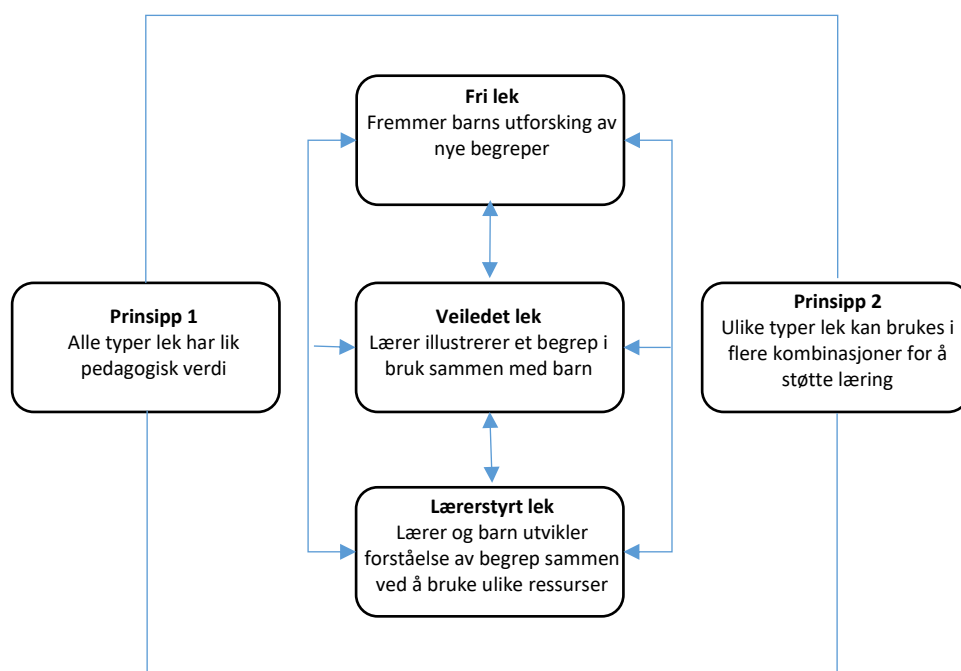 Fri lek
Fremmer barns utforsking av
nye begreper
Prinsipp 1
Alle typer lek har lik
pedagogisk verdi
Veiledet lek
Lærer illustrerer et begrep i
bruk sammen med barn
Prinsipp 2
Ulike typer lek kan brukes i
flere kombinasjoner for å
støtte læring
Lærerstyrt lek
Lærer og barn utvikler
forståelse av begrep sammen
ved å bruke ulike ressurser